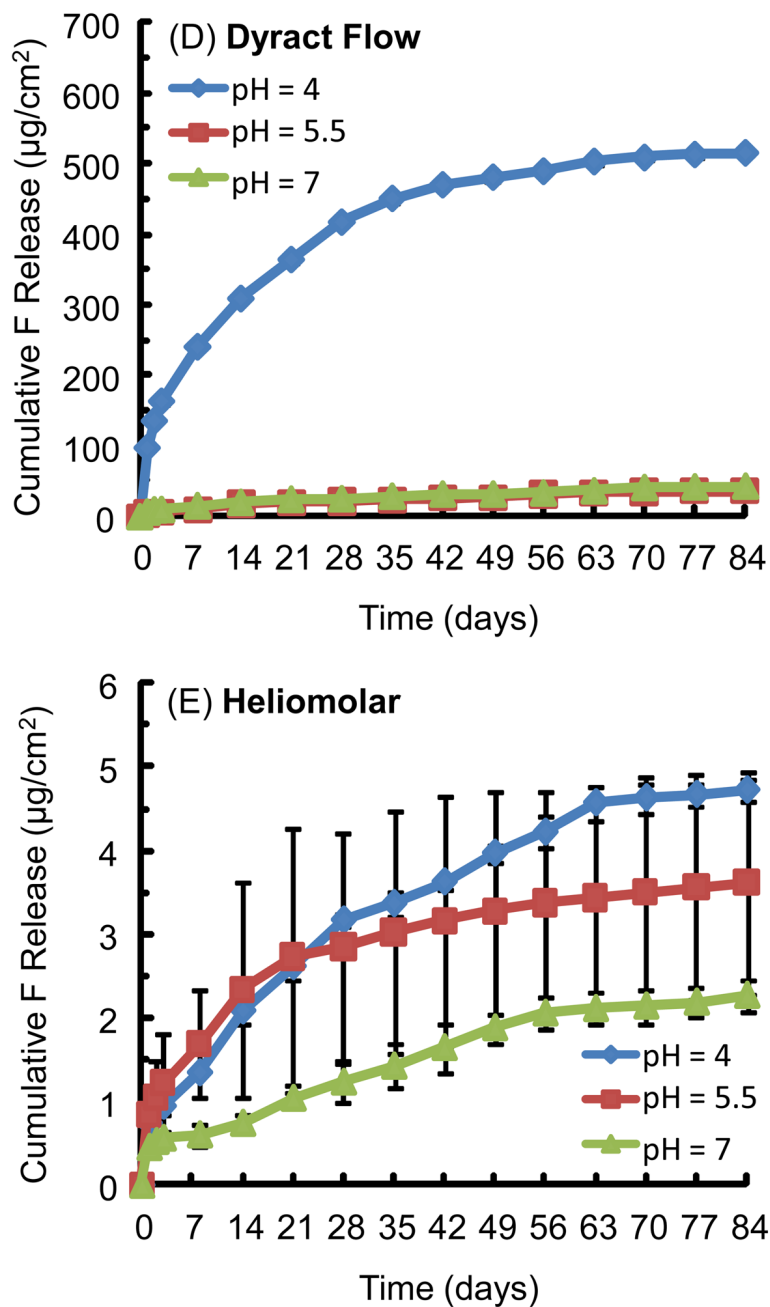 (D) Dyract Flow
Cumulative F Release (µg/cm²)
700
600
500
400
300
200
100
0
pH = 4
pH = 5.5
pH = 7
0 7 14 21 28 35 42 49 56 63 70 77 84
Time (days)
(E) Heliomolar
Cumulative F Release (µg/cm²)
6
5
4
3
2
1
0
pH = 4
pH = 5.5
pH = 7
0 7 14 21 28 35 42 49 56 63 70 77 84
Time (days)